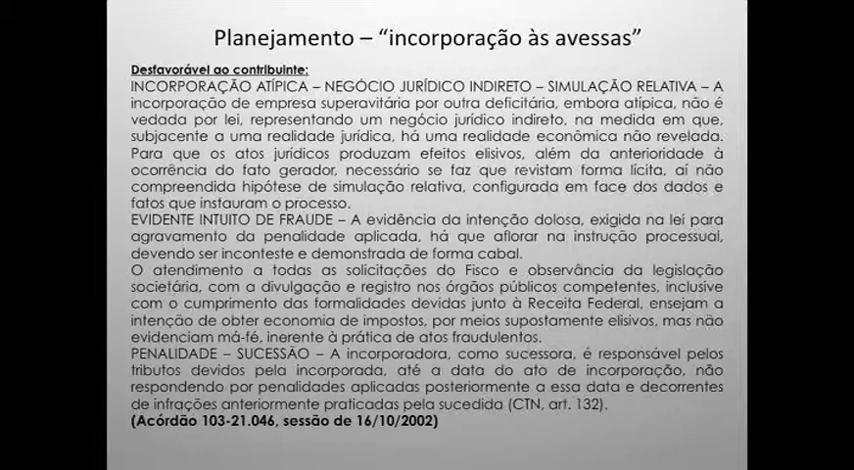 Planejamento – “incorporação às avessas”
Desfavorável ao contribuinte:
INCORPORAÇÃO ATÍPICA – NEGÓCIO JURÍDICO INDIRETO – SIMULAÇÃO RELATIVA – A
incorporação de empresa superavitária por outra deficitária, embora atípica, não é
vedada por lei, representando um negócio jurídico indireto, na medida em que,
subjacente a uma realidade jurídica, há uma realidade econômica não revelada.
Para que os atos jurídicos produzam efeitos elisivos, além da anterioridade à
ocorrência do fato gerador, necessário se faz que revistam forma lícita, aí não
compreendida hipótese de simulação relativa, configurada em face dos dados e
fatos que instauram o processo.
EVIDENTE INTUITO DE FRAUDE – A evidência da intenção dolosa, exigida na lei para
agravamento da penalidade aplicada, há que aflorar na instrução processual,
devendo ser inconteste e demonstrada de forma cabal.
O atendimento a todas as solicitações do Fisco e observância da legislação
societária, com a divulgação e registro nos órgãos públicos competentes, inclusive
com o cumprimento das formalidades devidas junto à Receita Federal, ensejam a
intenção de obter economia de impostos, por meios supostamente elisivos, mas não
evidenciam má-fé, inerente à prática de atos fraudulentos.
PENALIDADE – SUCESSÃO – A incorporadora, como sucessora, é responsável pelos
tributos devidos pela incorporada, até a data do ato de incorporação, não
respondendo por penalidades aplicadas posteriormente a essa data e decorrentes
de infrações anteriormente praticadas pela sucedida (CTN, art. 132).
(Acórdão 103-21.046, sessão de 16/10/2002)